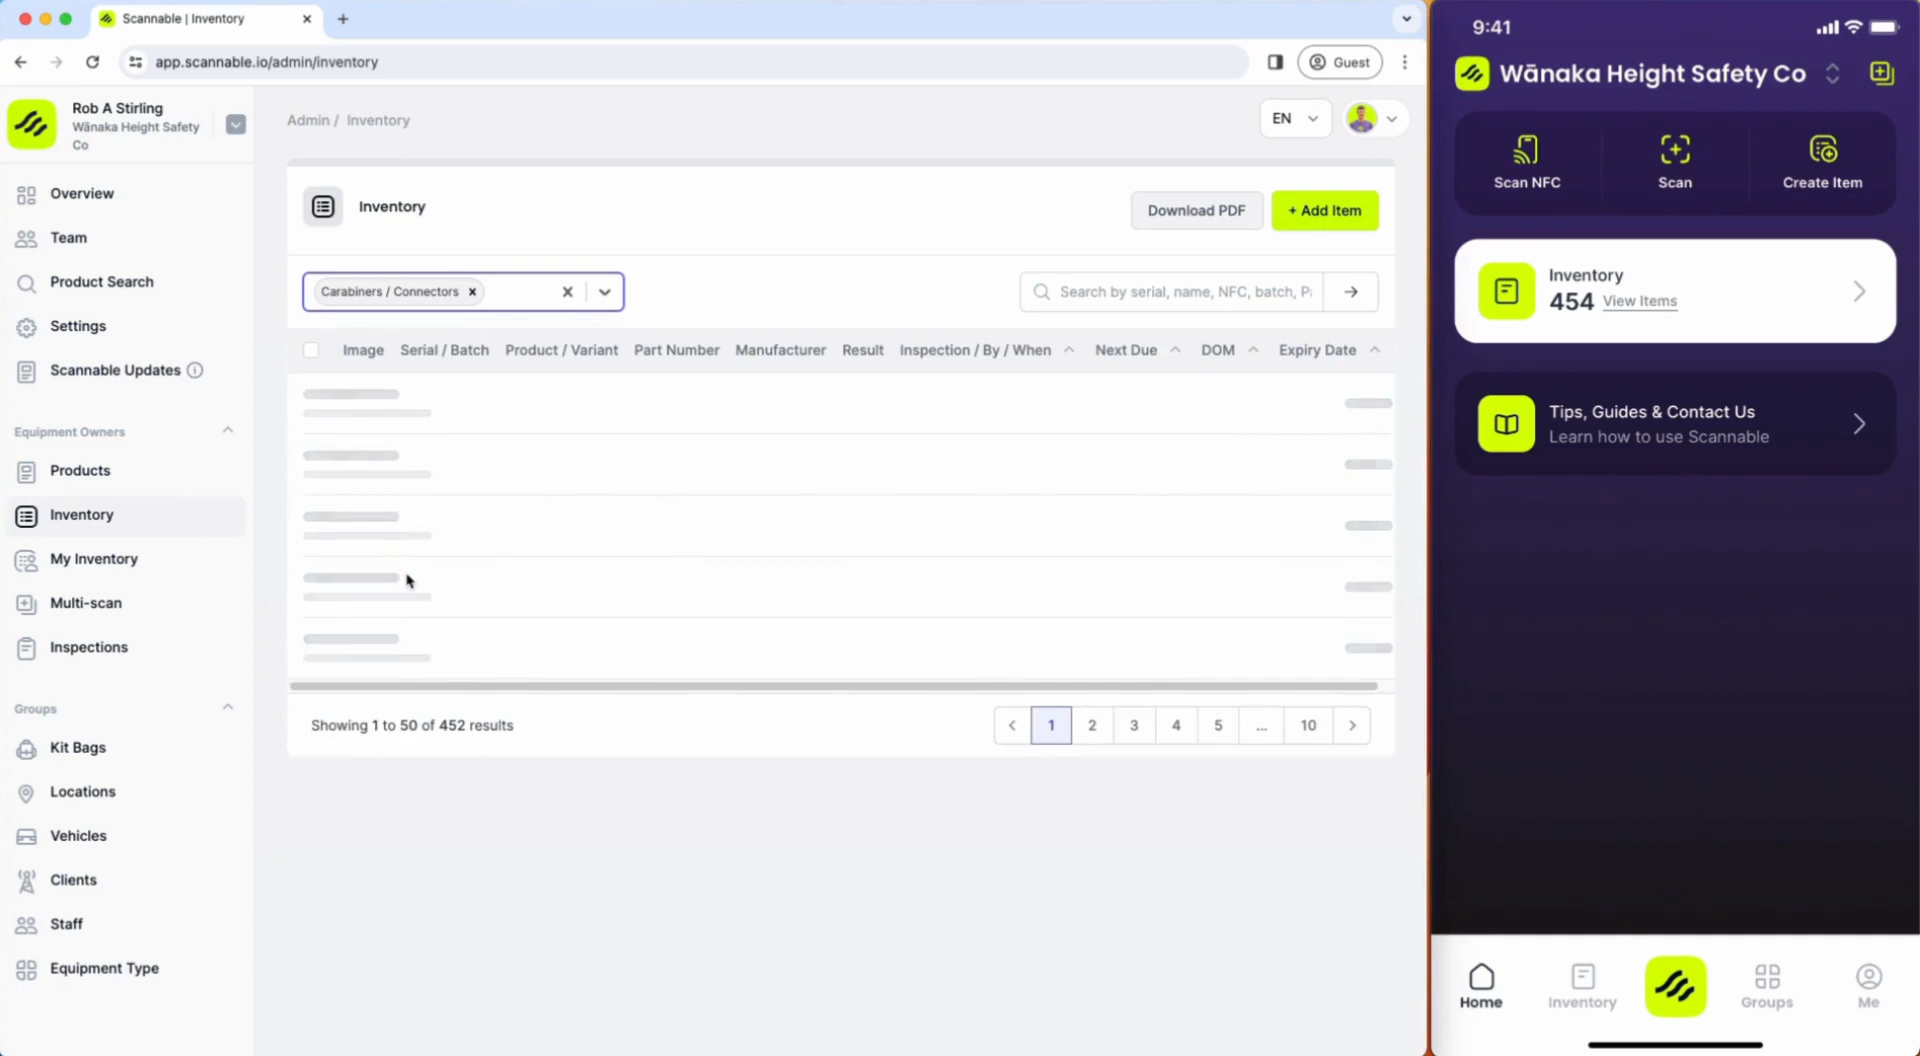 Scannable | Inventory
app.scannable.io/admin/inventory
Guest
Rob A Stirling
Wānaka Height Safety
Co
Overview
Team
Product Search
Settings
Scannable Updates
Equipment Owners
Products
Inventory
My Inventory
Multi-scan
Inspections
Groups
Kit Bags
Locations
Vehicles
Clients
Staff
Equipment Type
Admin / Inventory
EN
Inventory
Download PDF
+ Add Item
Carabiners / Connectors
Search by serial, name, NFC, batch,
Image Serial / Batch Product / Variant Part Number Manufacturer Result Inspection / By / When Next Due DOM Expiry Date
Showing 1 to 50 of 452 results
1 2 3 4 5 ... 10
9:41
Wānaka Height Safety Co
Scan NFC
Scan
Create Item
Inventory
454 View Items
Tips, Guides & Contact Us
Learn how to use Scannable
Home
Inventory
Groups
Me